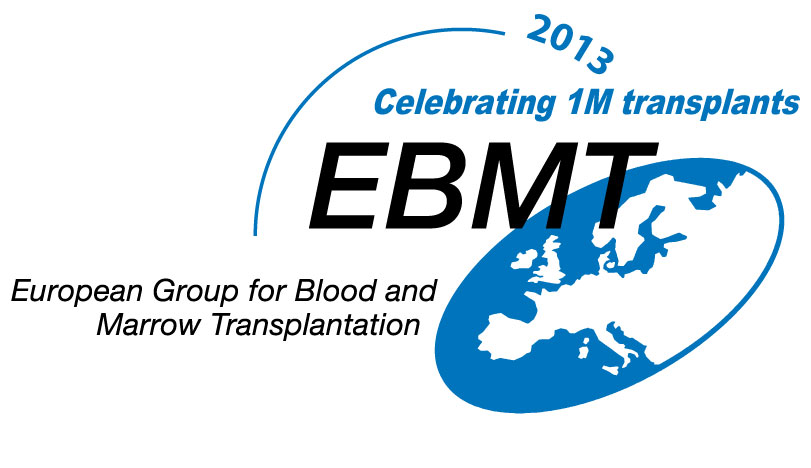 2013
Celebrating 1M transplants
EBMT
European Group for Blood and
Marrow Transplantation